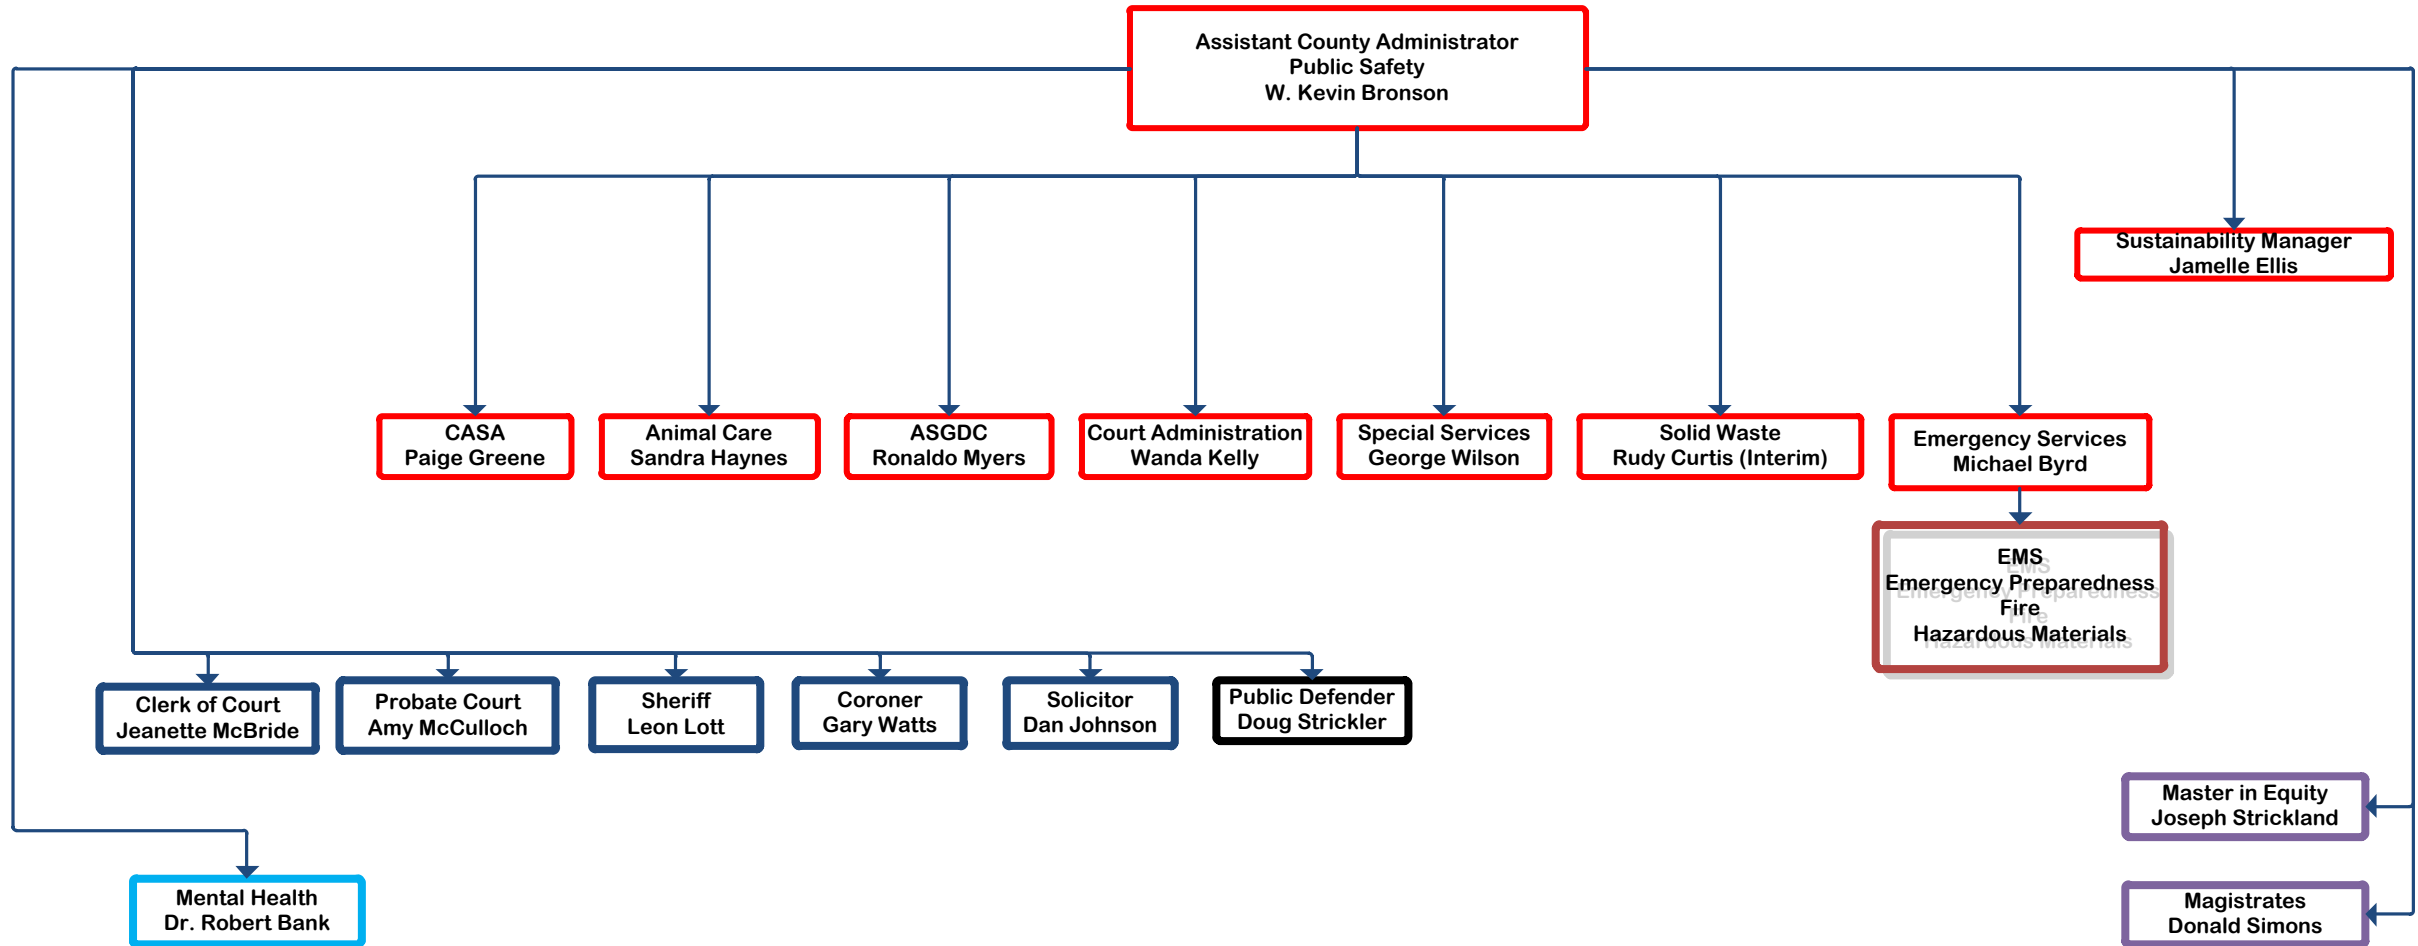 Assistant County Administrator
Public Safety
W. Kevin Bronson
Sustainability Manager
Jamelle Ellis
CASA
Paige Greene
Animal Care
Sandra Haynes
ASGDC
Ronaldo Myers
Court Administration
Wanda Kelly
Special Services
George Wilson
Solid Waste
Rudy Curtis (Interim)
Emergency Services
Michael Byrd
EMS
Emergency Preparedness
Fire
Hazardous Materials
Clerk of Court
Jeanette McBride
Probate Court
Amy McCulloch
Sheriff
Leon Lott
Coroner
Gary Watts
Solicitor
Dan Johnson
Public Defender
Doug Strickler
Master in Equity
Joseph Strickland
Mental Health
Dr. Robert Bank
Magistrates
Donald Simons